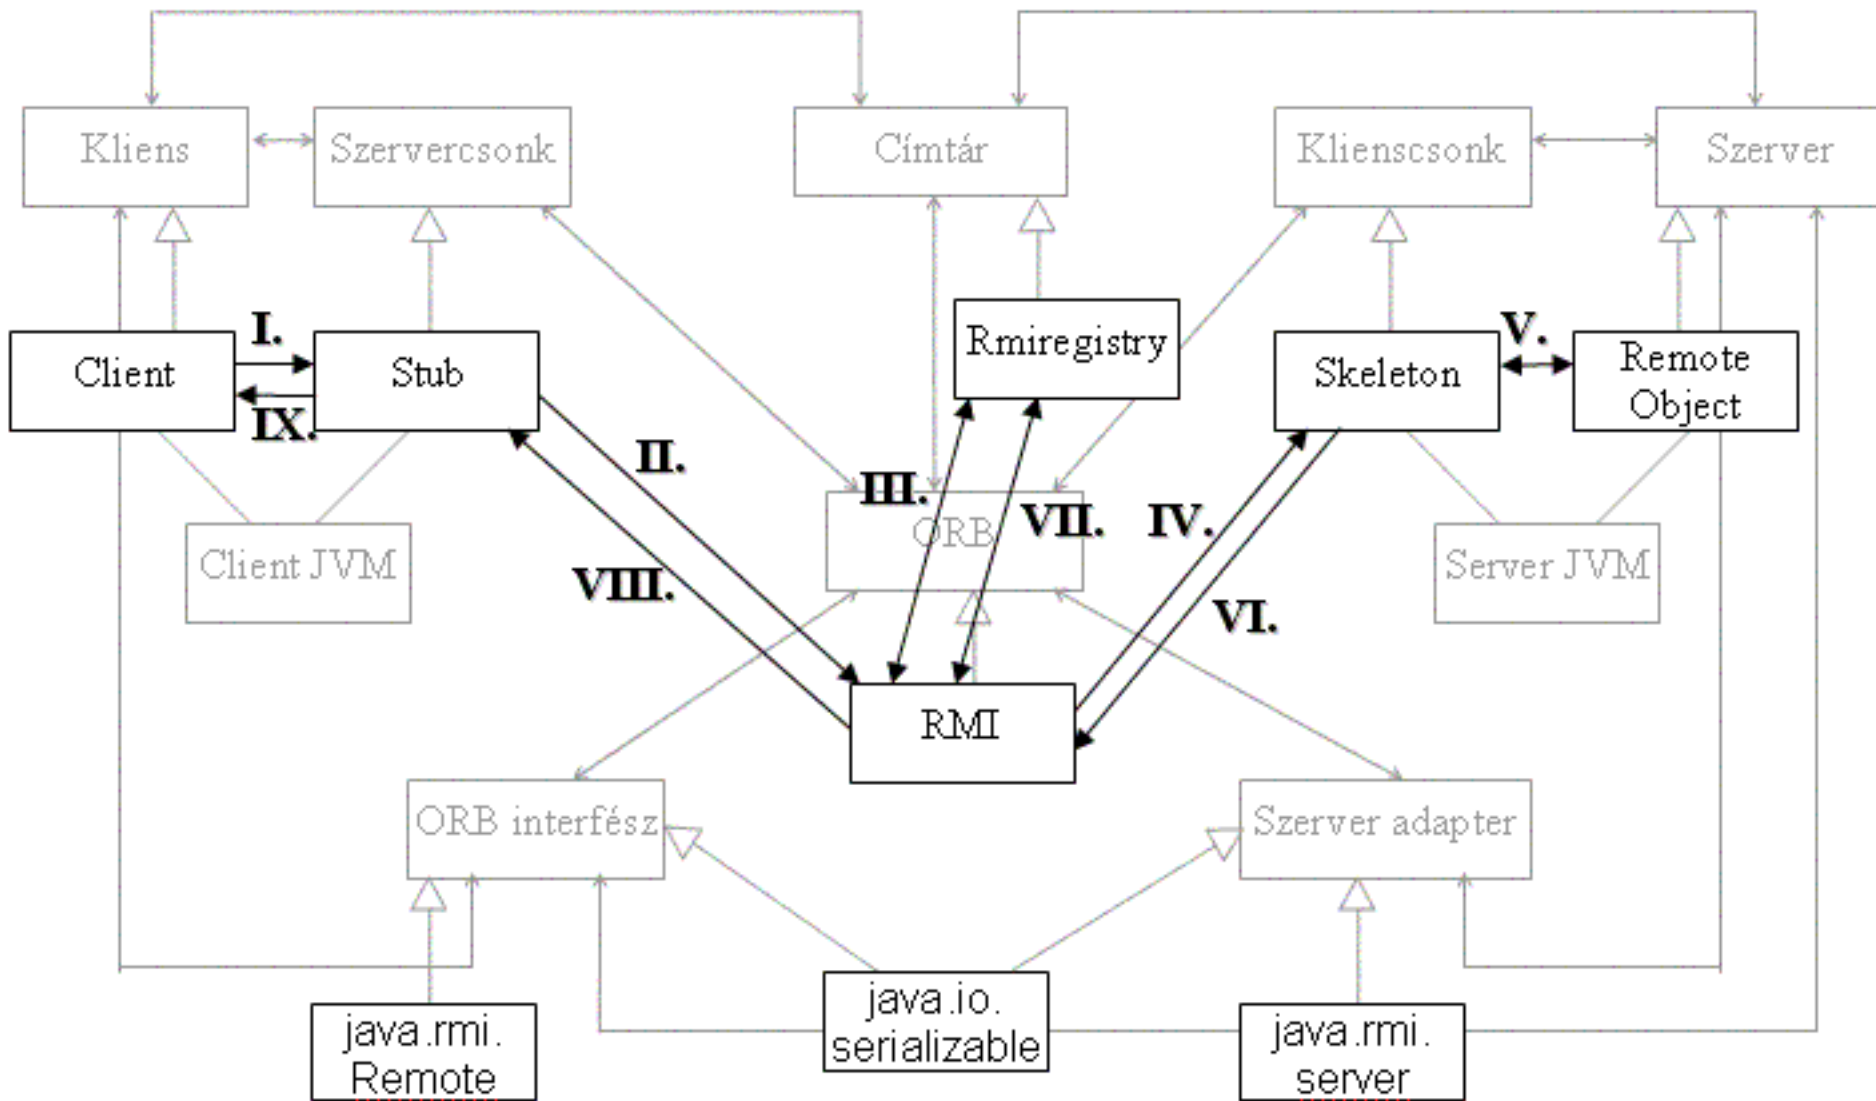 Kliens
Szervercsonk
Címtár
Klienscsonk
Szerver
I.
Client
IX.
Stub
Rmiregistry
Skeleton
V.
Remote
Object
II.
III.
ORB
VII.
IV.
Client JVM
VIII.
Server JVM
VI.
RMI
ORB interfész
Szerver adapter
java.rmi.
Remote
java.io.
serializable
java.rmi.
server